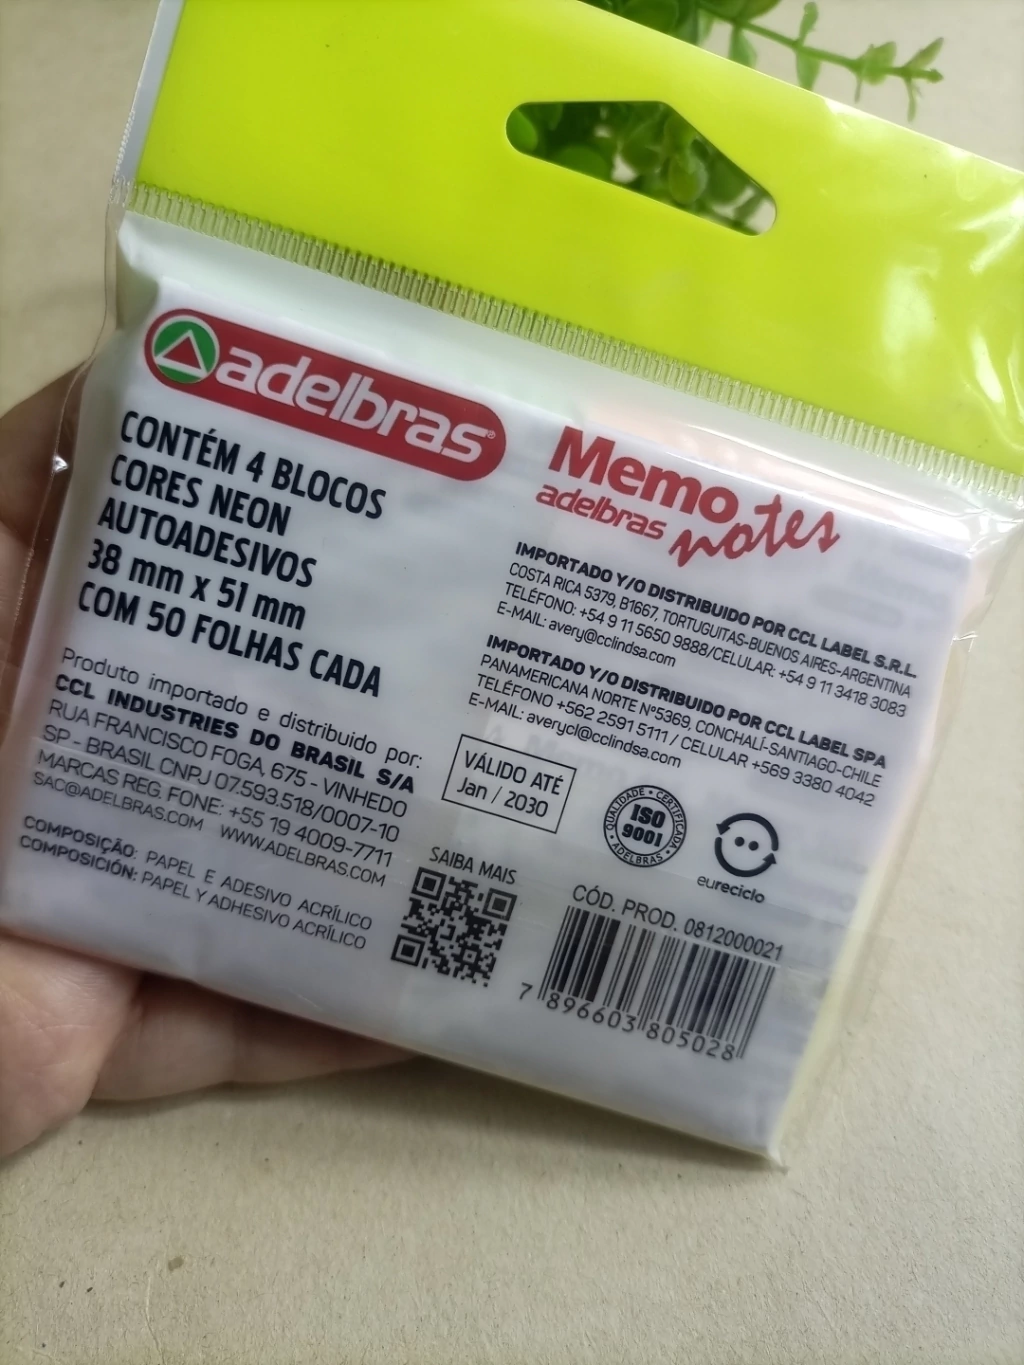 adelbras®
CONTÉM 4 BLOCOS
CORES NEON
AUTOADESIVOS
38 mm x 51 mm
COM 50 FOLHAS CADA
Produto importado e distribuido por:
CCL INDUSTRIES DO BRASIL S/A
RUA FRANCISCO FOGA, 675 - VINHEDO
SP - BRASIL CNPJ 07.593.518/0007-10
MARCAS REG. FONE: +55 19 4009-7711
SAC@ADELBRAS.COM WWW.ADELBRAS.COM
COMPOSIÇÃO: PAPEL E ADESIVO ACRÍLICO
COMPOSICIÓN: PAPEL Y ADHESIVO ACRÍLICO
Memo
adelbras notes
IMPORTADO Y/O DISTRIBUIDO POR CCL LABEL S.R.L.
COSTA RICA 5379, B1667, TORTUGUITAS-BUENOS AIRES-ARGENTINA
TELÉFONO: +54 9 11 5650 9888/CELULAR: +54 9 11 3418 3083
E-MAIL: avery@cclindsa.com
IMPORTADO Y/O DISTRIBUIDO POR CCL LABEL SPA
PANAMERICANA NORTE N°5369, CONCHALÍ-SANTIAGO-CHILE
TELÉFONO +562 2591 5111 / CELULAR +569 3380 4042
E-MAIL: averycl@cclindsa.com
VÁLIDO ATÉ
Jan / 2030
QUALIDADE • CERTIFICADA
ISO
9001
• ADELBRAS •
eureciclo
SAIBA MAIS
CÓD. PROD. 0812000021
7 896603 805028